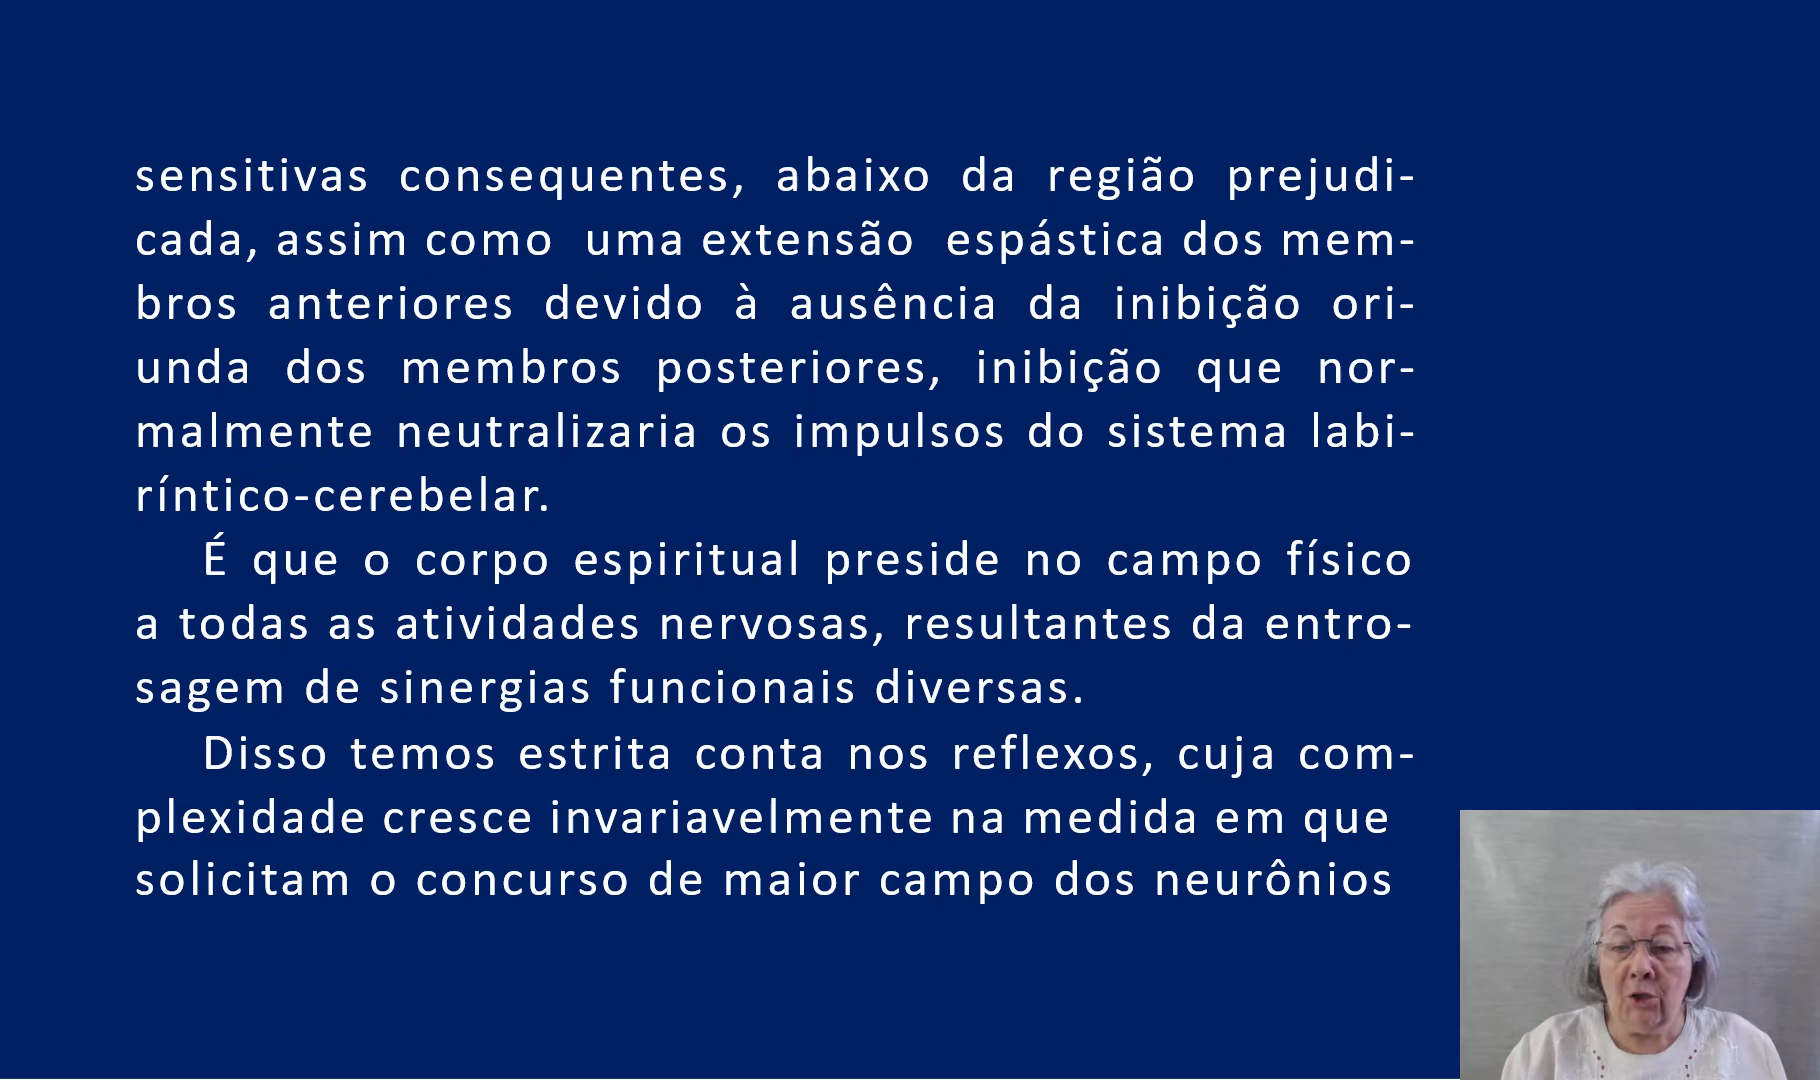 sensitivas consequentes, abaixo da região prejudi-
cada, assim como uma extensão espástica dos mem-
bros anteriores devido à ausência da inibição ori-
unda dos membros posteriores, inibição que nor-
malmente neutralizaria os impulsos do sistema labi-
ríntico-cerebelar.
É que o corpo espiritual preside no campo físico
a todas as atividades nervosas, resultantes da entro-
sagem de sinergias funcionais diversas.
Disso temos estrita conta nos reflexos, cuja com-
plexidade cresce invariavelmente na medida em que
solicitam o concurso de maior campo dos neurônios